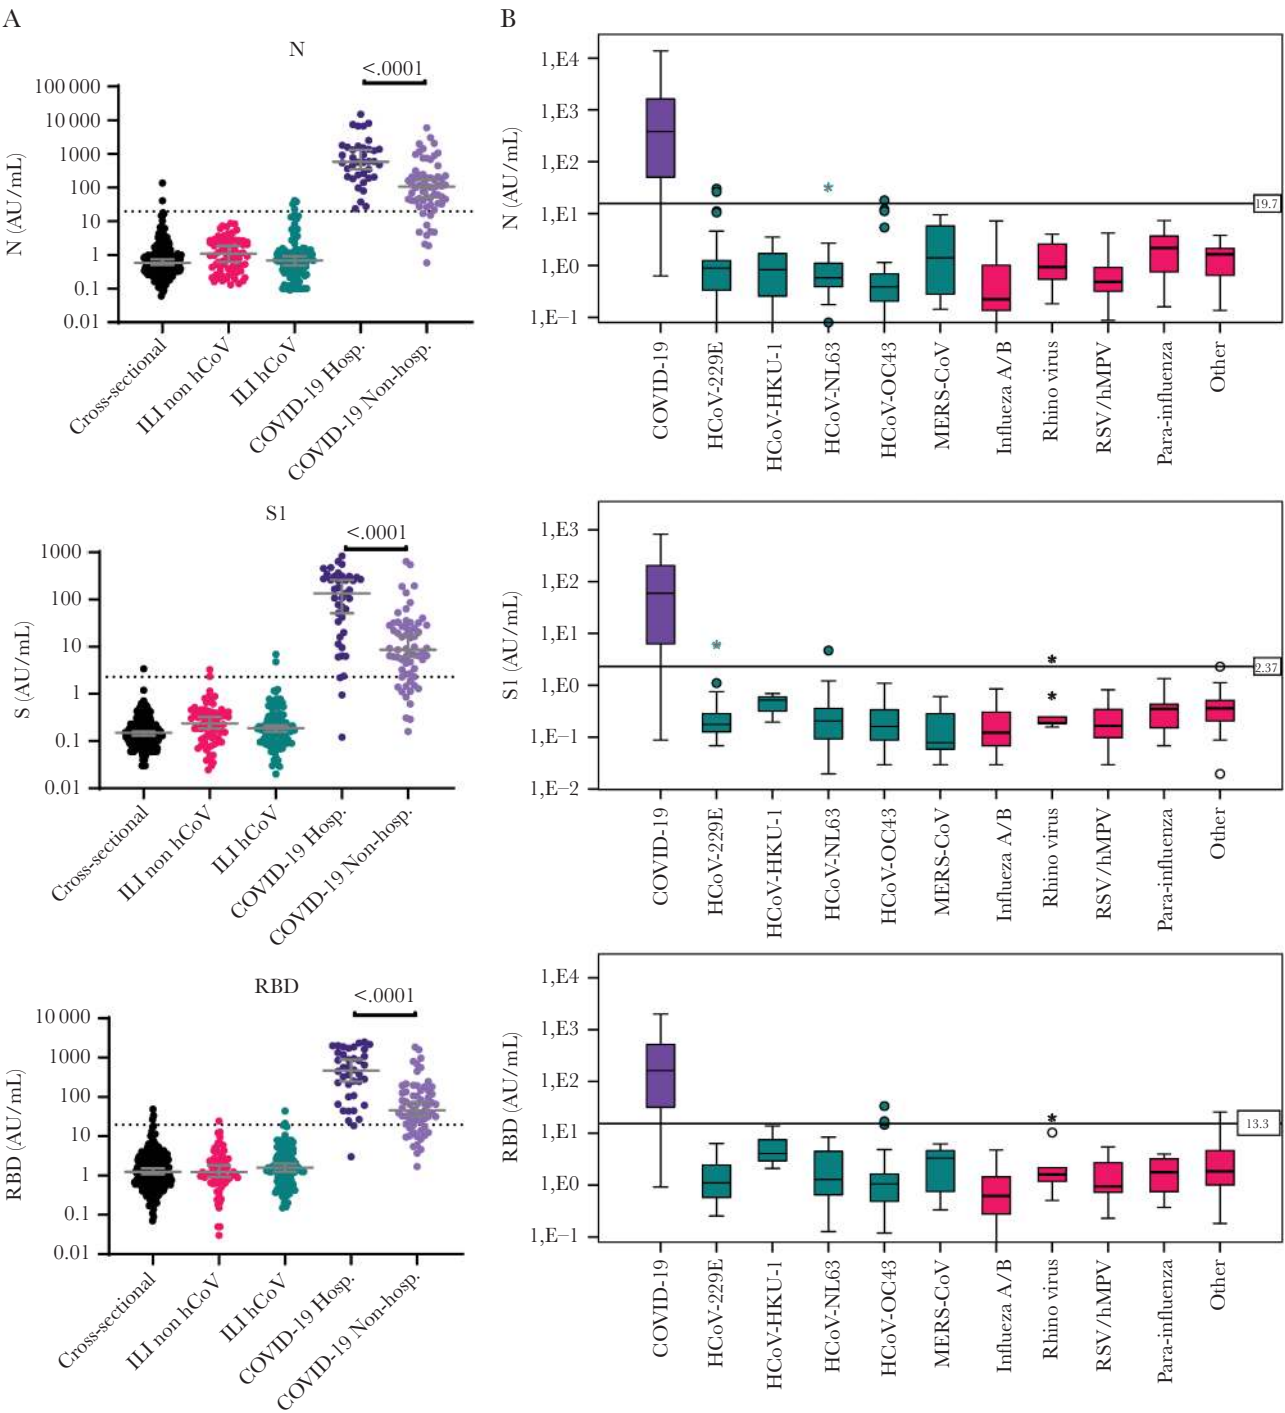 A
N
<.0001
N (AU/mL)
100 000
10 000
1000
100
10
1
0.1
0.01
Cross-sectional
ILI non hCoV
ILI hCoV
COVID-19 Hosp.
COVID-19 Non-hosp.
S1
<.0001
S (AU/mL)
1000
100
10
1
0.1
0.01
Cross-sectional
ILI non hCoV
ILI hCoV
COVID-19 Hosp.
COVID-19 Non-hosp.
RBD
<.0001
RBD (AU/mL)
10 000
1000
100
10
1
0.1
0.01
Cross-sectional
ILI non hCoV
ILI hCoV
COVID-19 Hosp.
COVID-19 Non-hosp.
B
N (AU/mL)
1,E4
1,E3
1,E2
1,E1
1,E0
1,E–1
19.7
COVID-19
HCoV-229E
HCoV-HKU-1
HCoV-NL63
HCoV-OC43
MERS-CoV
Influeza A/B
Rhino virus
RSV/hMPV
Para-influenza
Other
S1 (AU/mL)
1,E3
1,E2
1,E1
1,E0
1,E–1
1,E–2
2.37
COVID-19
HCoV-229E
HCoV-HKU-1
HCoV-NL63
HCoV-OC43
MERS-CoV
Influeza A/B
Rhino virus
RSV/hMPV
Para-influenza
Other
RBD (AU/mL)
1,E4
1,E3
1,E2
1,E1
1,E0
1,E–1
13.3
COVID-19
HCoV-229E
HCoV-HKU-1
HCoV-NL63
HCoV-OC43
MERS-CoV
Influeza A/B
Rhino virus
RSV/hMPV
Para-influenza
Other